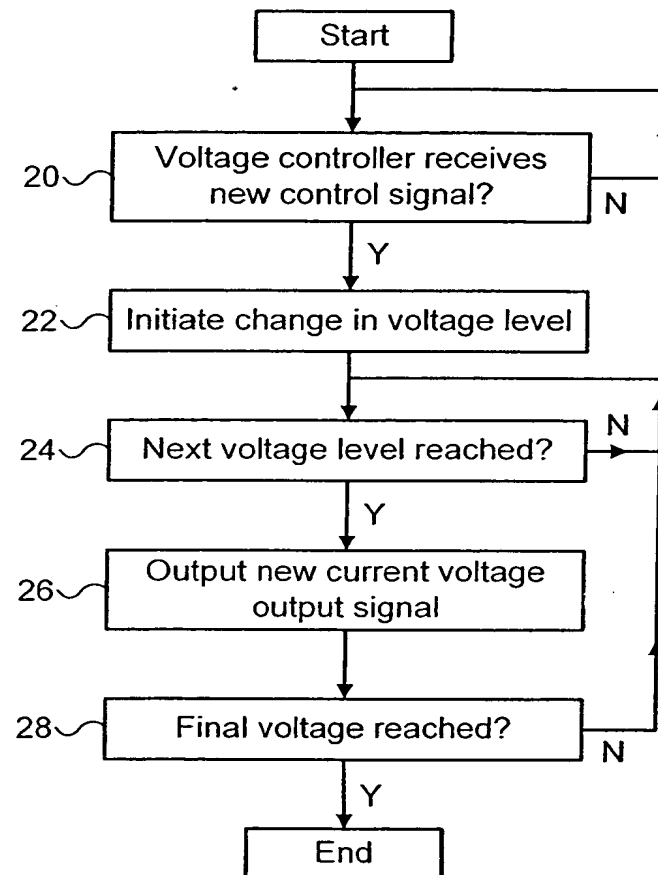 Start
20
Voltage controller receives
new control signal?
N
Y
22
Initiate change in voltage level
24
Next voltage level reached?
N
Y
26
Output new current voltage
output signal
28
Final voltage reached?
N
Y
End